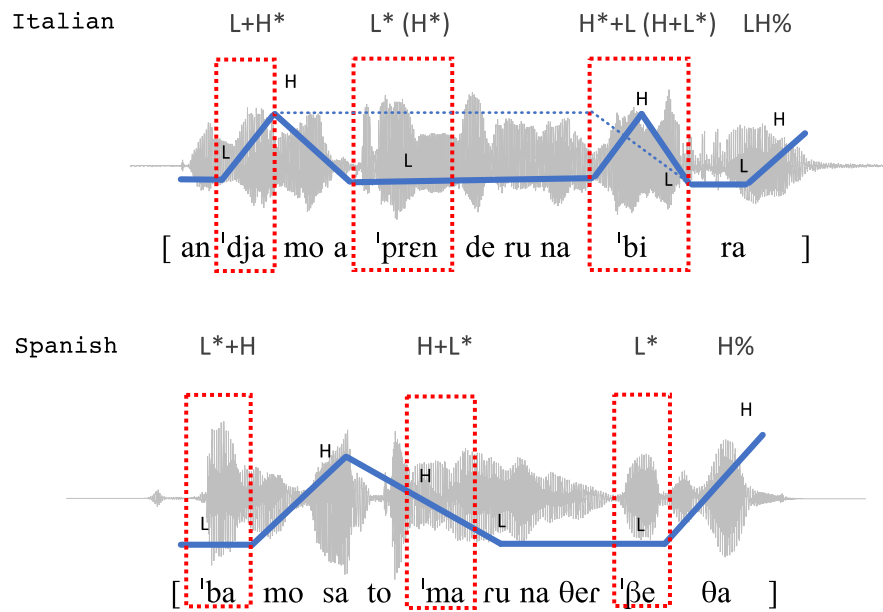 Italian L+H* L* (H*) H*+L (H+L*) LH%
H H H
L L L L
[ an ˈdja mo a ˈprɛn de ru na ˈbi ra ]
Spanish L*+H H+L* L* H%
H H H
L L L
[ ˈba mo sa to ˈma ɾu na θeɾ ˈβe θa ]